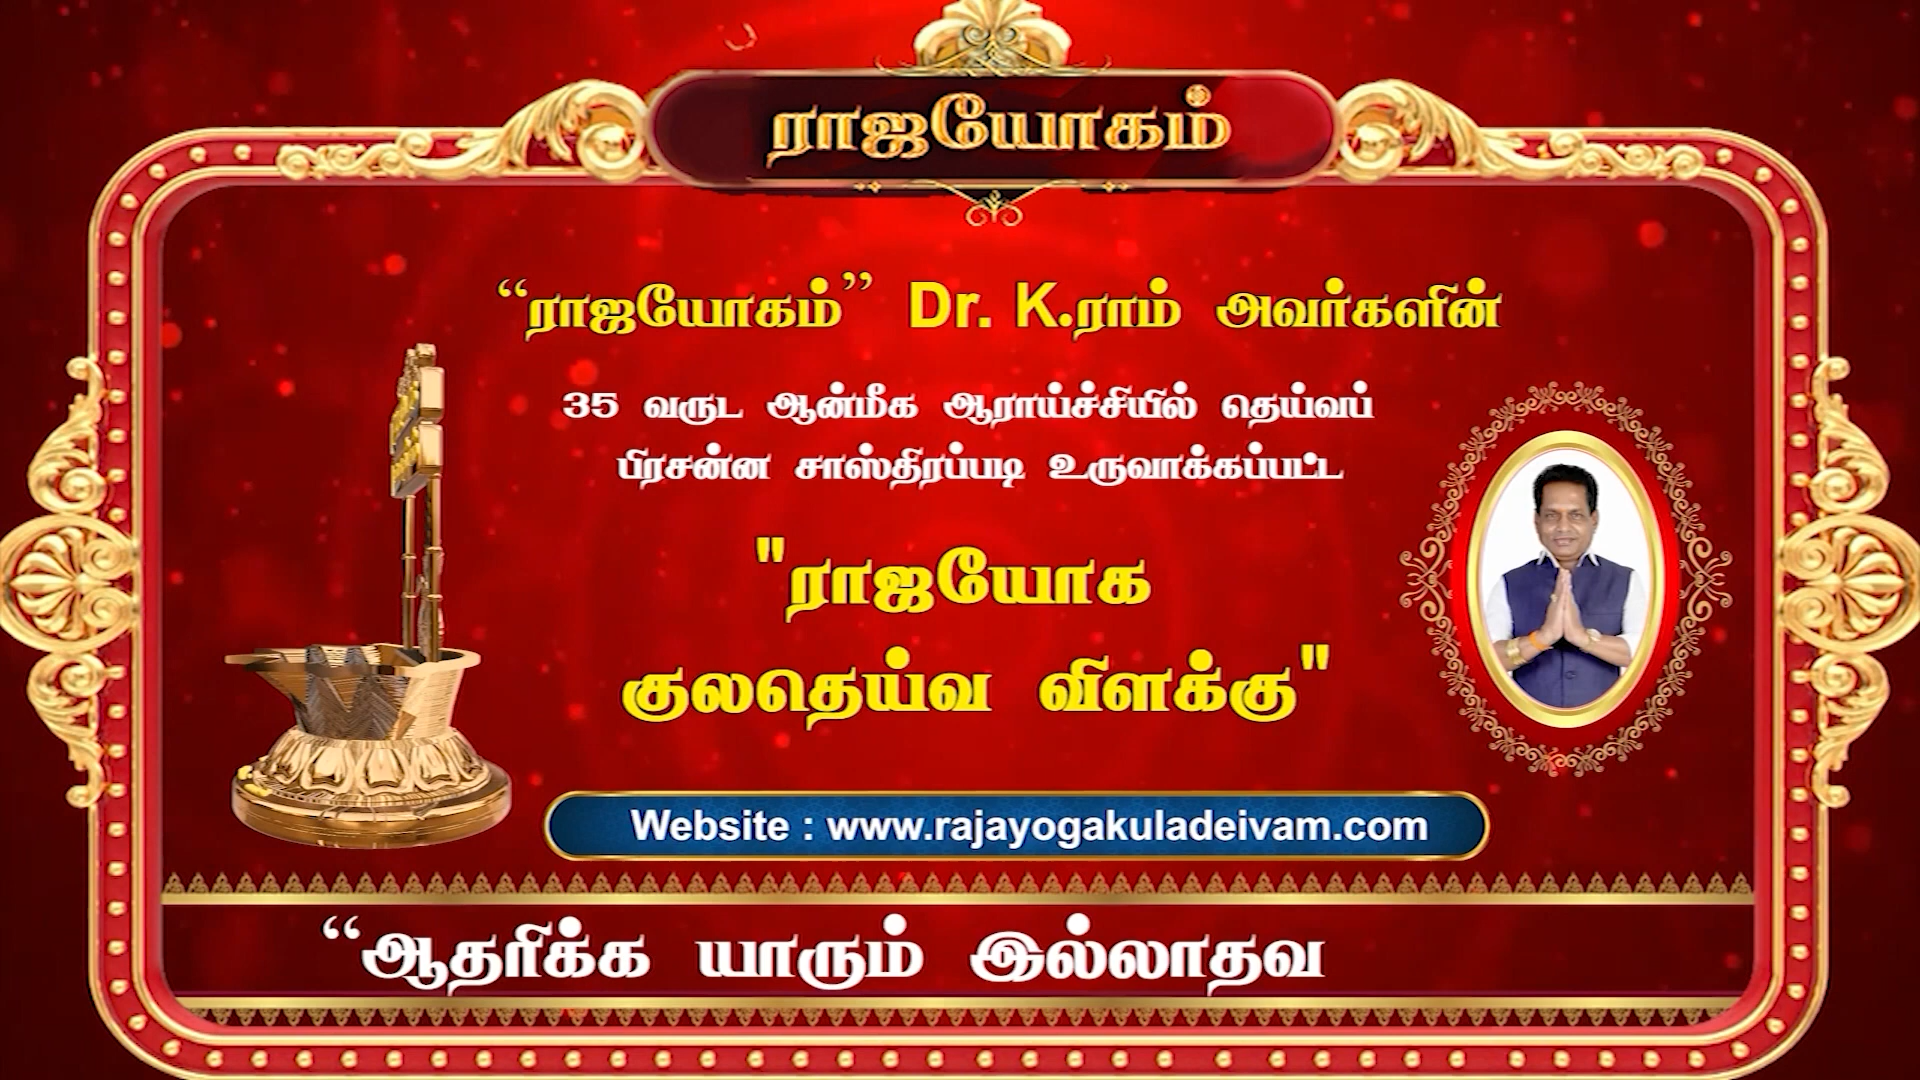 ராஜயோகம்
“ராஜயோகம்” Dr. K.ராம் அவர்களின்
35 வருட ஆன்மீக ஆராய்ச்சியில் தெய்வப்
பிரசன்ன சாஸ்திரப்படி உருவாக்கப்பட்ட
"ராஜயோக
குலதெய்வ விளக்கு"
Website : www.rajayogakuladeivam.com
“ஆதரிக்க யாரும் இல்லாதவ